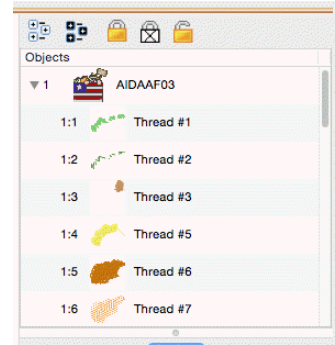 Objects
1 AIDAAF03
1:1 Thread #1
1:2 Thread #2
1:3 Thread #3
1:4 Thread #5
1:5 Thread #6
1:6 Thread #7